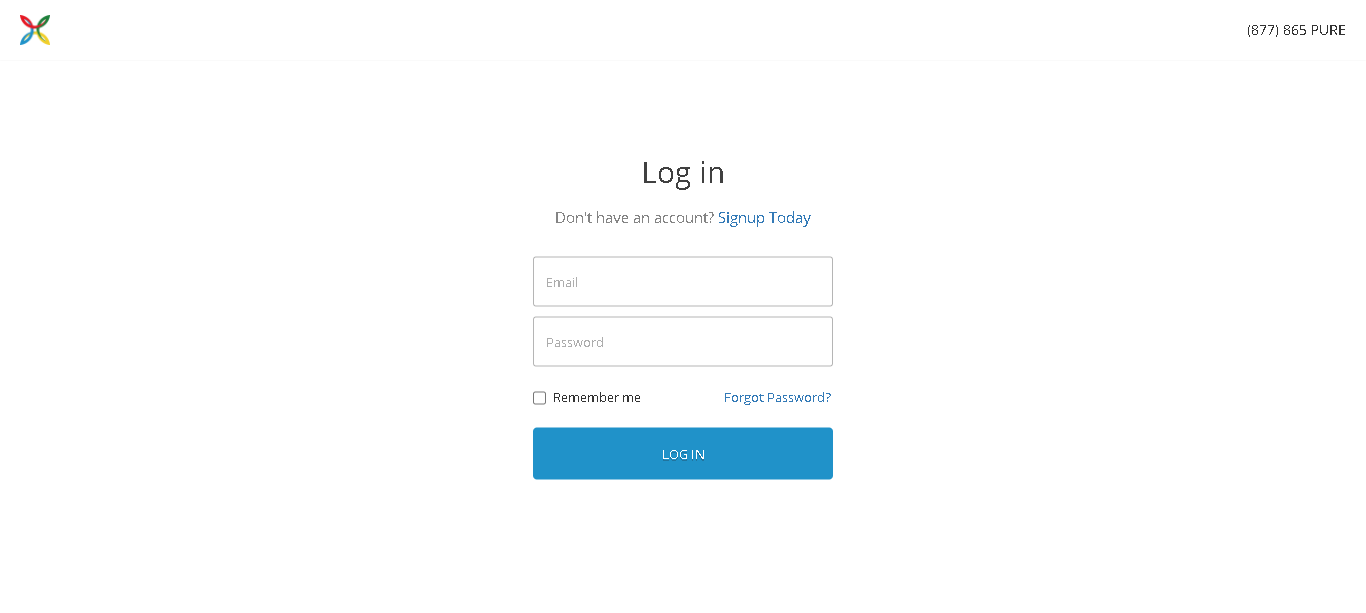 (877) 865 PURE
Log in
Don't have an account? Signup Today
Email
Password
Remember me
Forgot Password?
LOG IN